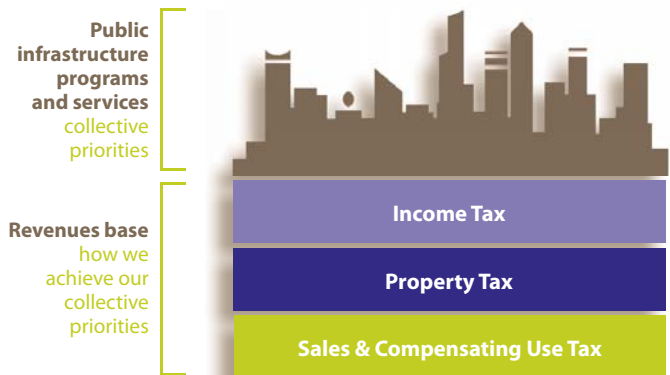 Public
infrastructure
programs
and services
collective
priorities
Revenues base
how we
achieve our
collective
priorities
Income Tax
Property Tax
Sales & Compensating Use Tax